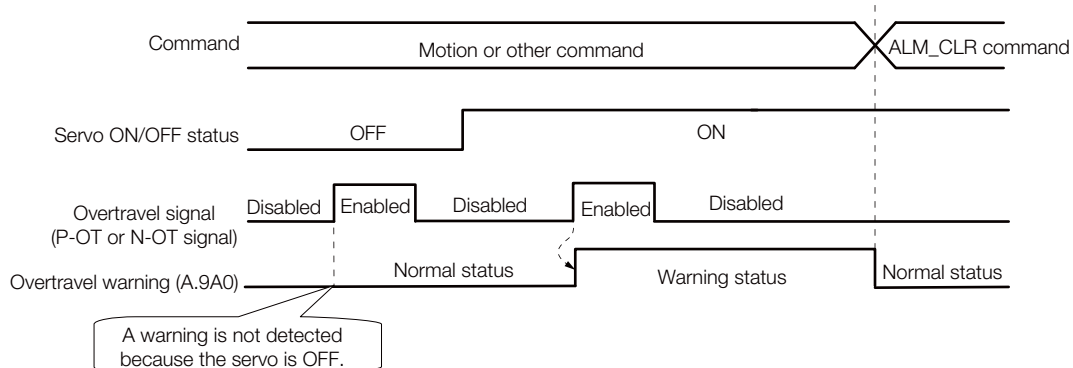 Command
Motion or other command
ALM_CLR command
Servo ON/OFF status
OFF
ON
Overtravel signal
(P-OT or N-OT signal)
Disabled
Enabled
Disabled
Enabled
Disabled
Overtravel warning (A.9A0)
Normal status
Warning status
Normal status
A warning is not detected
because the servo is OFF.